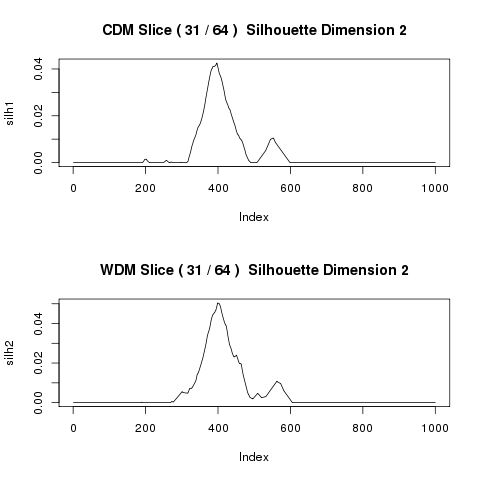 CDM Slice ( 31 / 64 )  Silhouette Dimension 2
silh1
0.04
0.02
0.00
0 200 400 600 800 1000
Index
WDM Slice ( 31 / 64 )  Silhouette Dimension 2
silh2
0.04
0.02
0.00
0 200 400 600 800 1000
Index